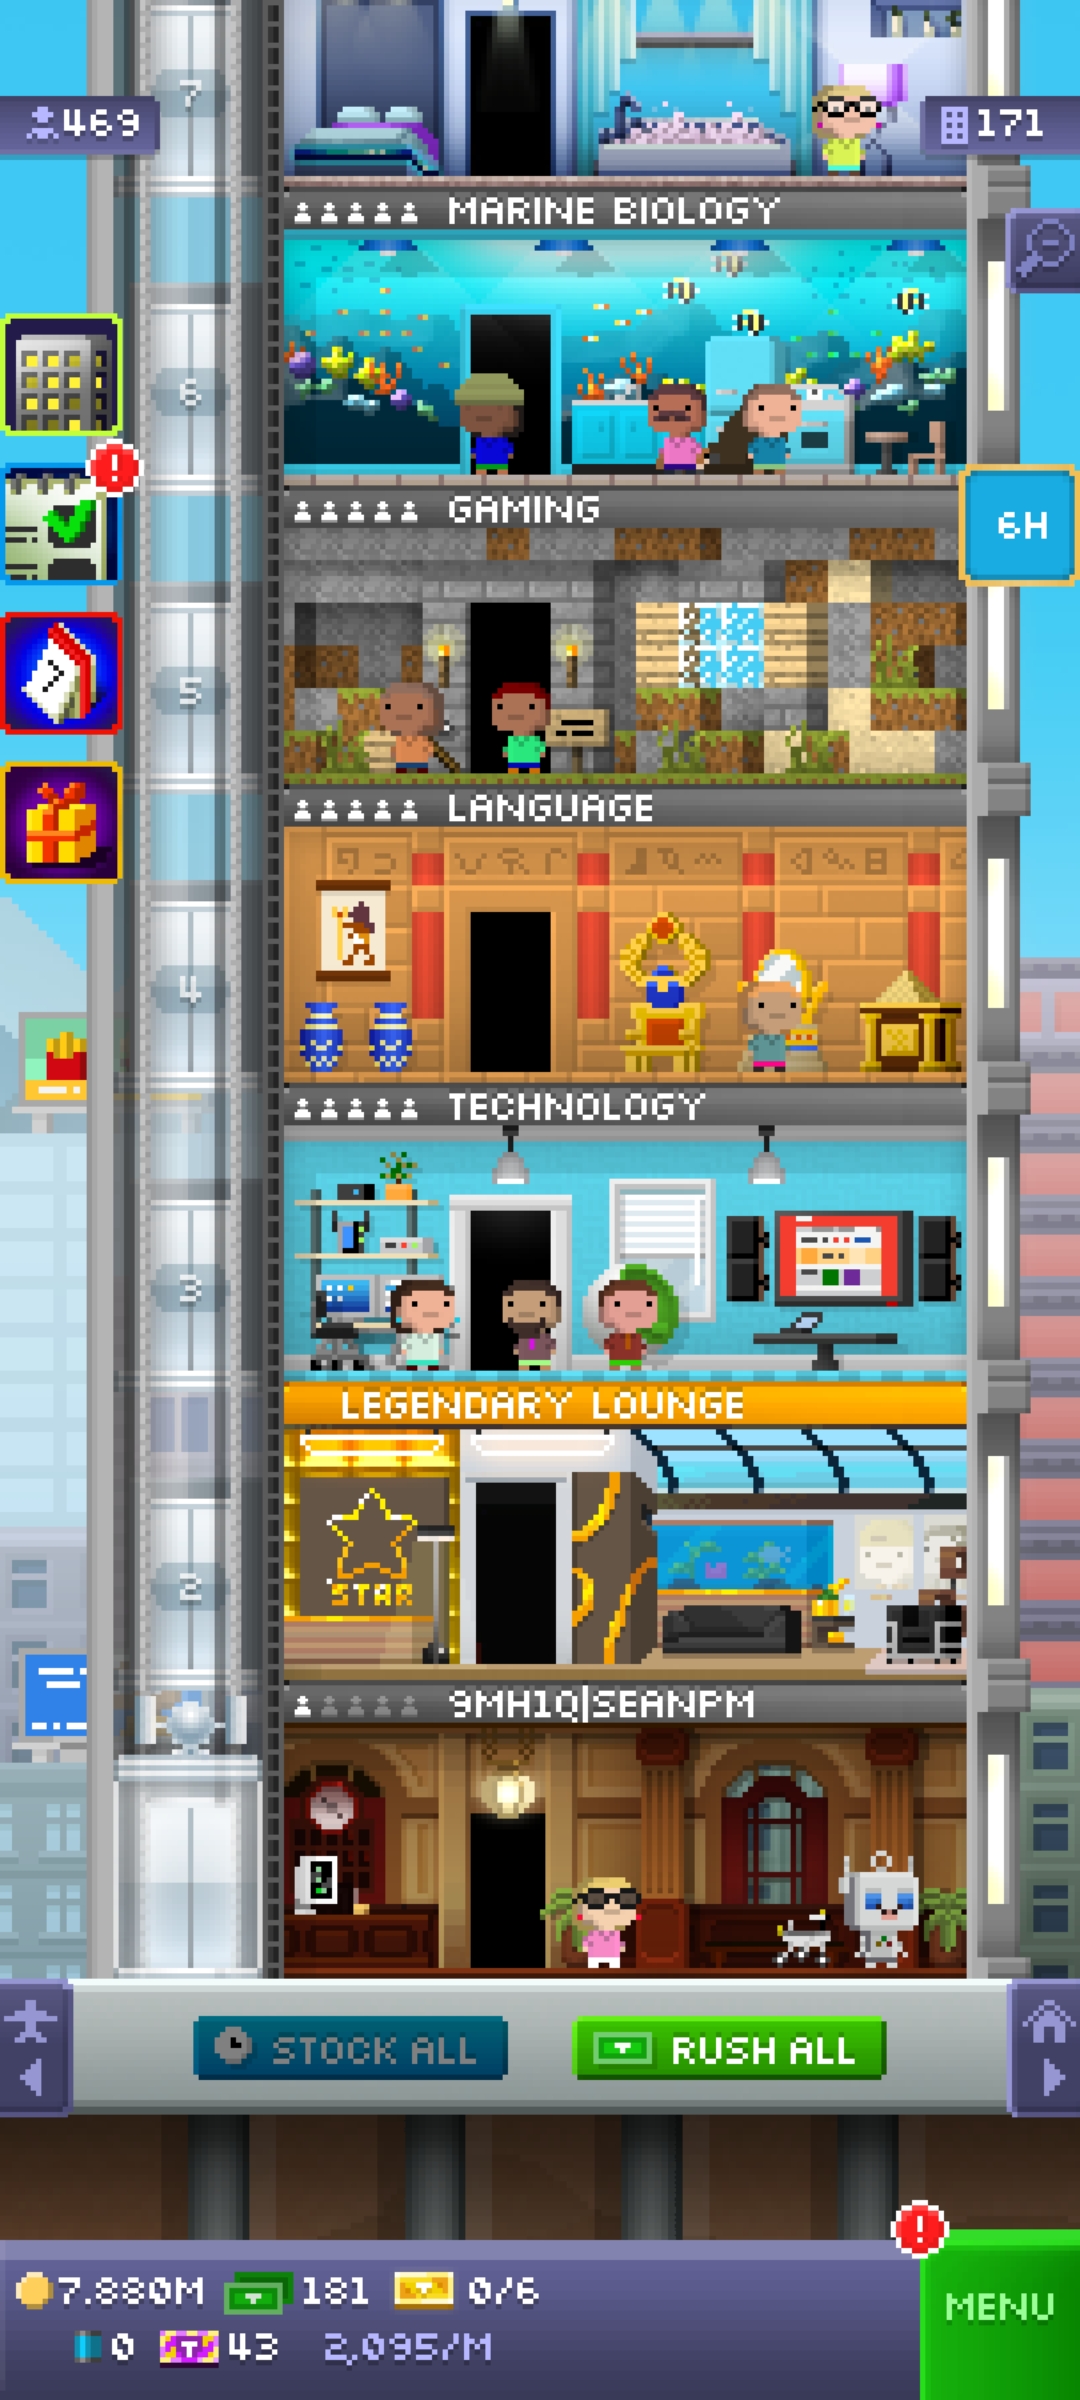 7
469
171
MARINE BIOLOGY
6
GAMING
6H
5
LANGUAGE
4
TECHNOLOGY
3
LEGENDARY LOUNGE
STAR
2
9MH1Q|SEANPM
STOCK ALL
RUSH ALL
7.880M 181 0/6
0 43 2,095/M
MENU